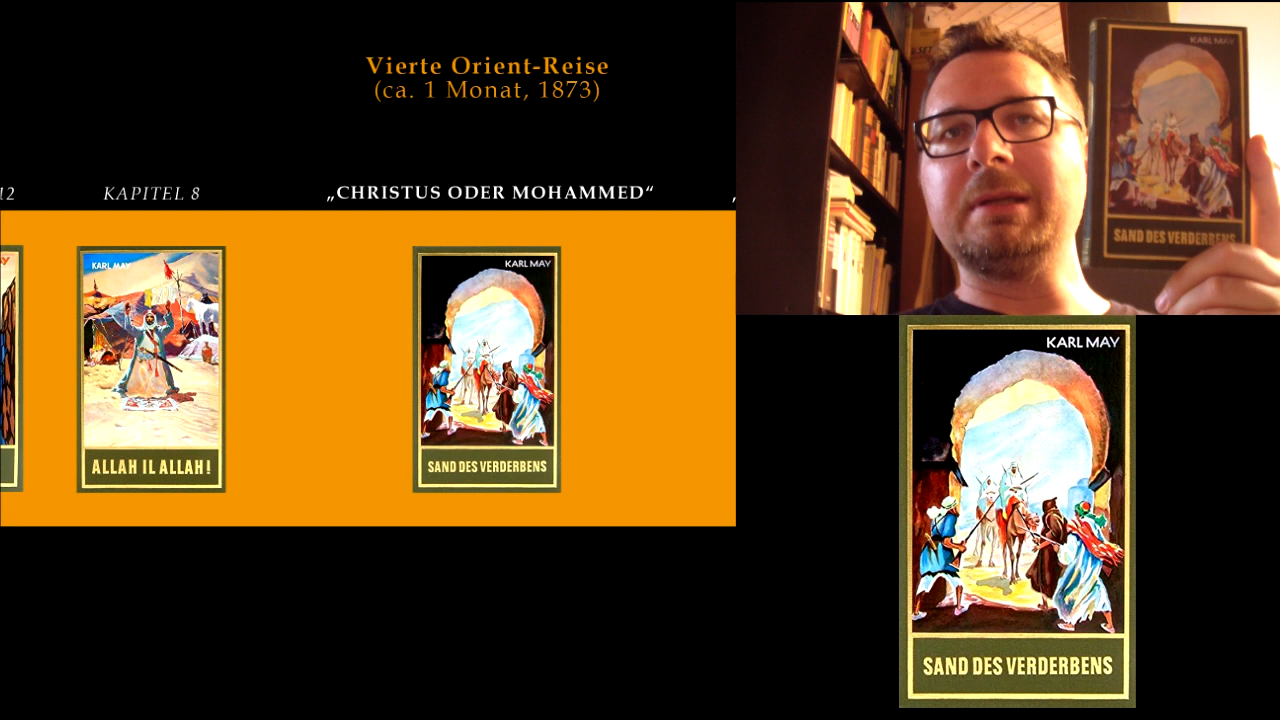 Vierte Orient-Reise
(ca. 1 Monat, 1873)
12
KAPITEL 8
„CHRISTUS ODER MOHAMMED“
KARL MAY
ALLAH IL ALLAH!
KARL MAY
SAND DES VERDERBENS
KARL MAY
SAND DES VERDERBENS
KARL MAY
SAND DES VERDERBENS